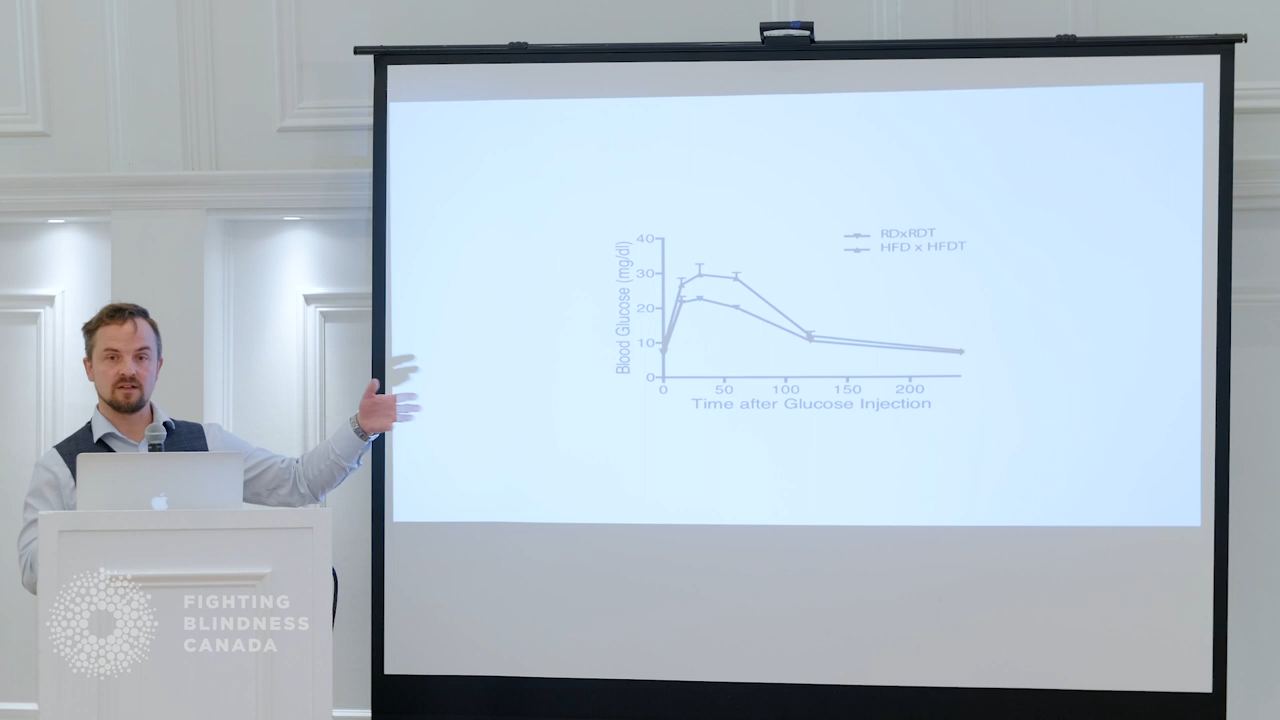 RDxRDT
HFD x HFDT
Blood Glucose (mg/dl)
40
30
20
10
0
0 50 100 150 200
Time after Glucose Injection
FIGHTING
BLINDNESS
CANADA